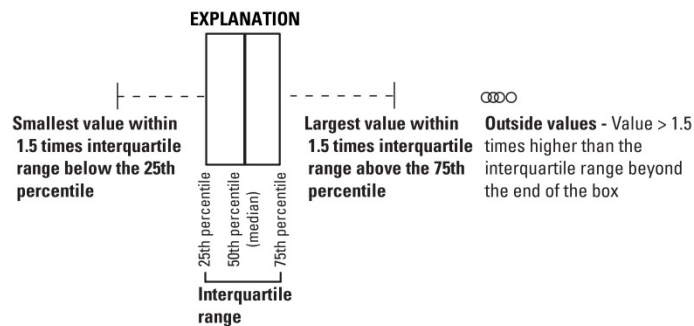 EXPLANATION
Smallest value within
1.5 times interquartile
range below the 25th
percentile
Largest value within
1.5 times interquartile
range above the 75th
percentile
Outside values - Value > 1.5
times higher than the
interquartile range beyond
the end of the box
25th percentile
50th percentile
(median)
75th percentile
Interquartile
range